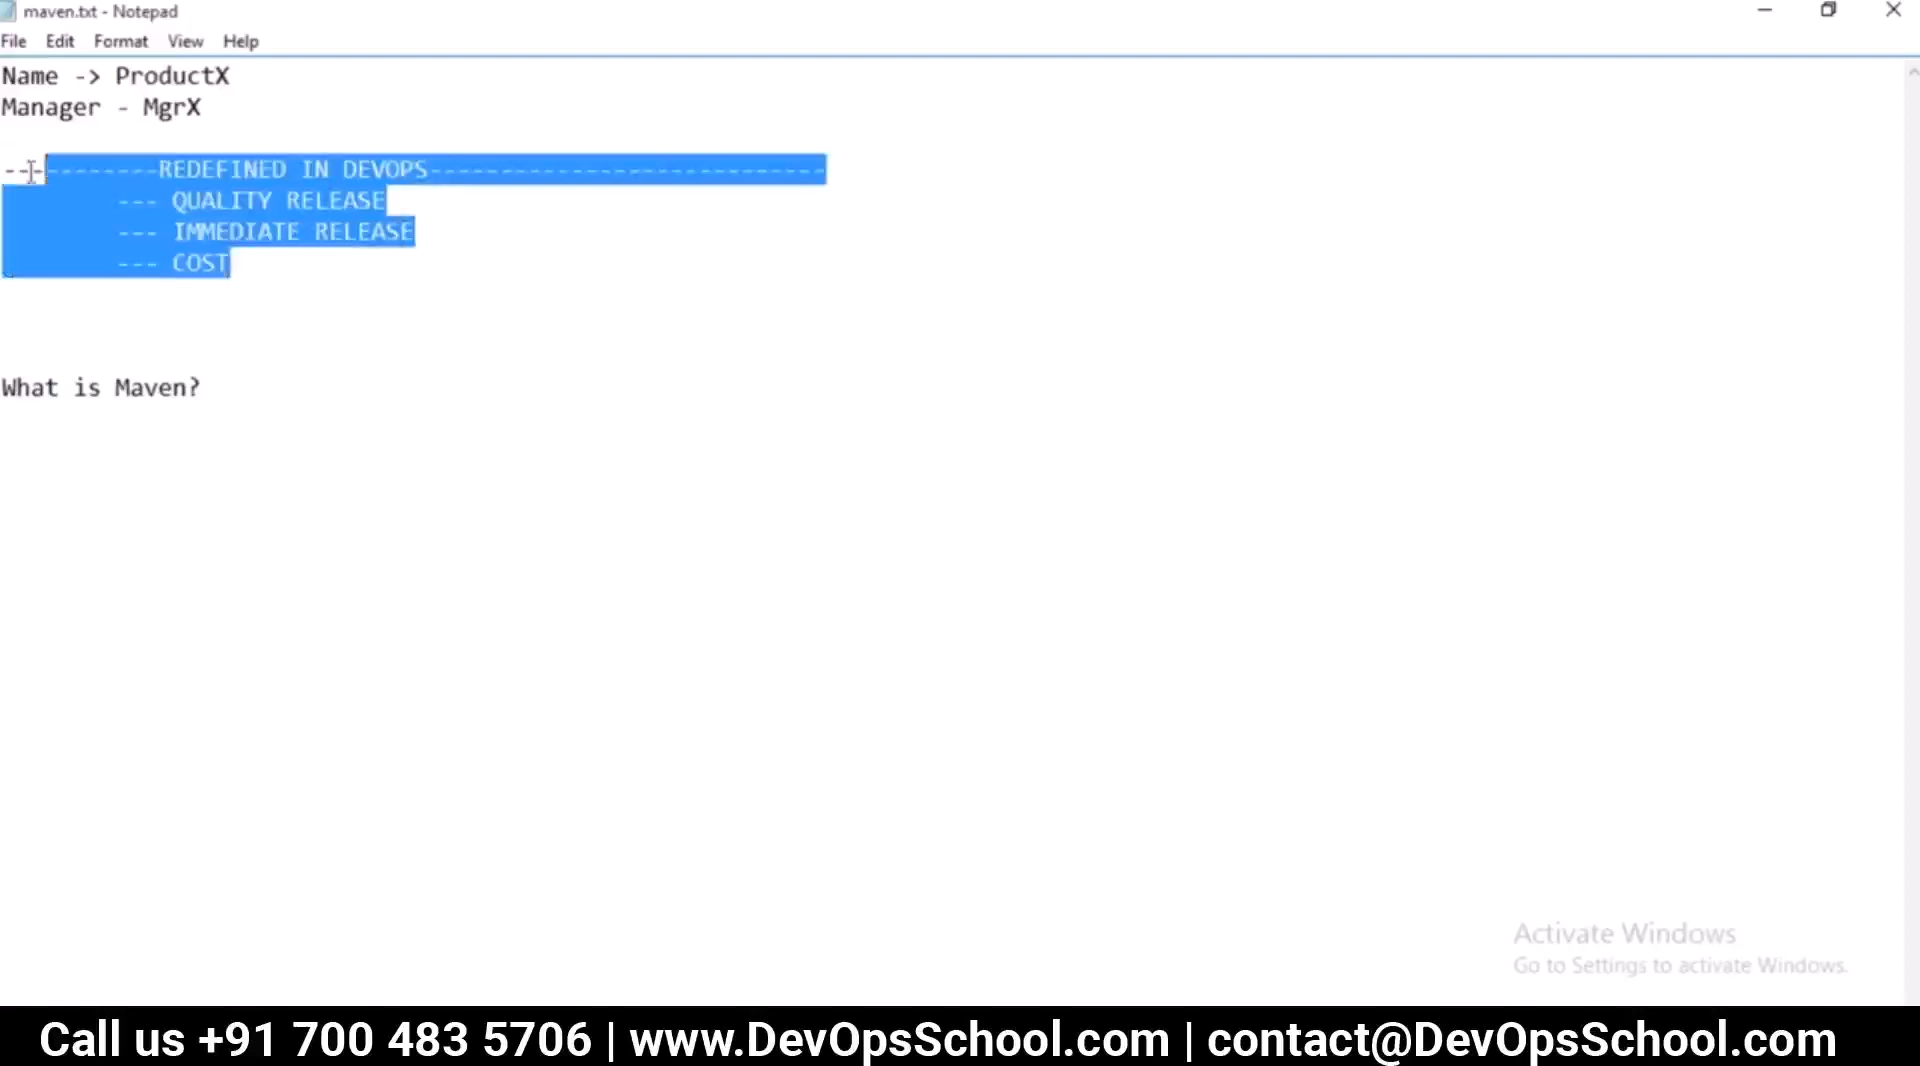 maven.txt - Notepad
File Edit Format View Help
Name -> ProductX
Manager - MgrX
-----------REDEFINED IN DEVOPS----------------------------
--- QUALITY RELEASE
--- IMMEDIATE RELEASE
--- COST
What is Maven?
Activate Windows
Go to Settings to activate Windows.
Call us +91 700 483 5706 | www.DevOpsSchool.com | contact@DevOpsSchool.com